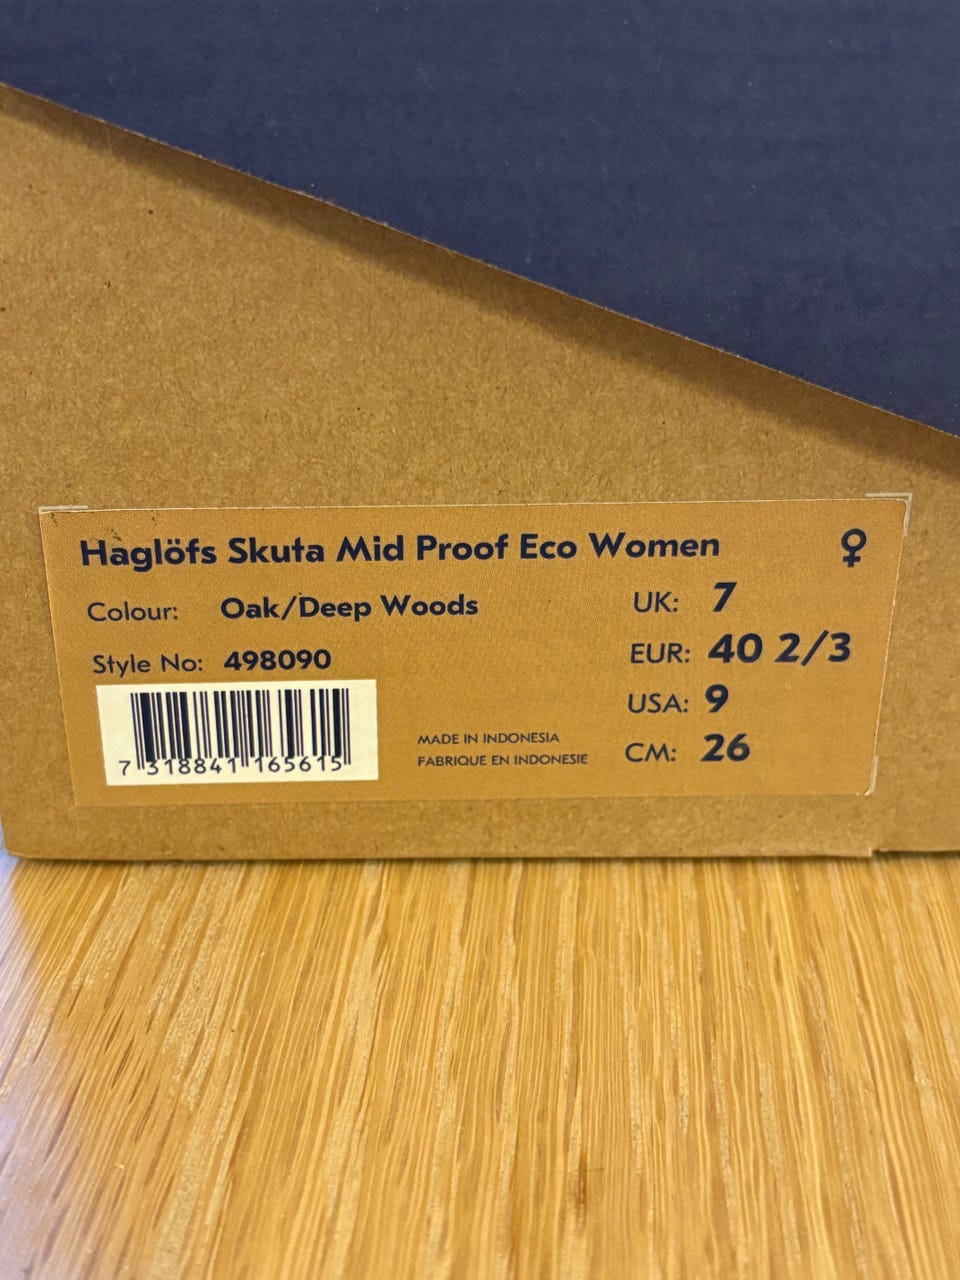 Haglöfs Skuta Mid Proof Eco Women ♀
Colour: Oak/Deep Woods
Style No: 498090
7 318841 165615
MADE IN INDONESIA
FABRIQUE EN INDONESIE
UK: 7
EUR: 40 2/3
USA: 9
CM: 26